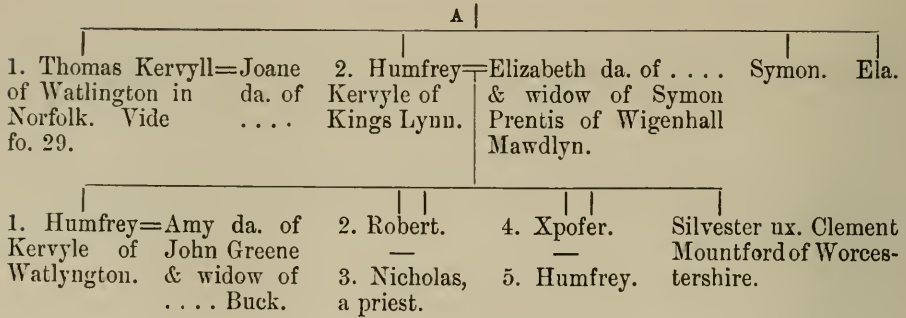 A
1. Thomas Kervyll=Joane
of Watlington in da. of
Norfolk. Vide ....
fo. 29.
2. Humfrey=Elizabeth da. of ....
Kervyle of & widow of Symon
Kings Lynn. Prentis of Wigenhall
Mawdlyn.
Symon.
Ela.
1. Humfrey=Amy da. of
Kervyle of John Greene
Watlyngton. & widow of
.... Buck.
2. Robert.
—
3. Nicholas,
a priest.
4. Xpofer.
—
5. Humfrey.
Silvester ux. Clement
Mountford of Worces-
tershire.